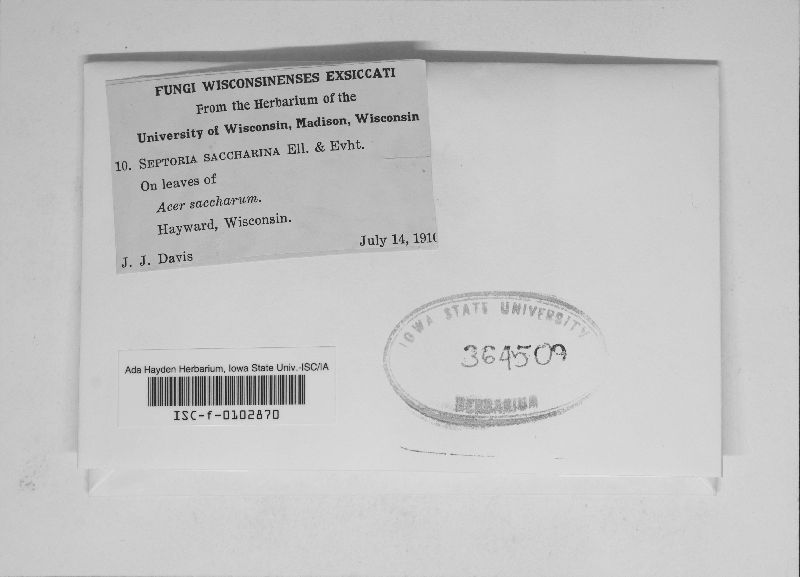 FUNGI WISCONSINENSES EXSICCATI
From the Herbarium of the
University of Wisconsin, Madison, Wisconsin
10. SEPTORIA SACCHARINA Ell. & Evht.
On leaves of
Acer saccharum.
Hayward, Wisconsin.
J. J. Davis July 14, 191
IOWA STATE UNIVERSITY
364509
HERBARIUM
Ada Hayden Herbarium, Iowa State Univ.-ISC/IA
ISC-f-0102870